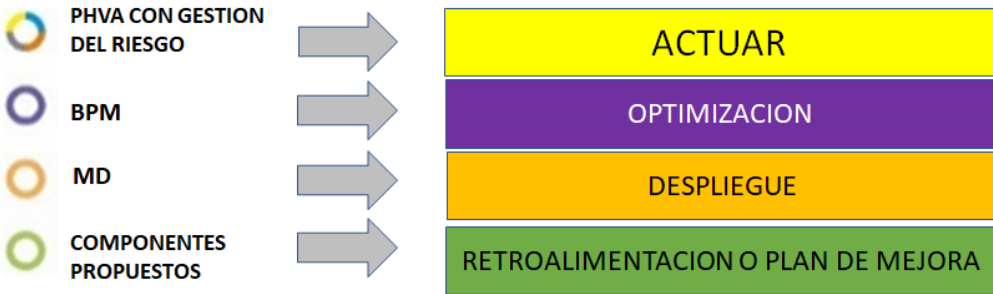 PHVA CON GESTION
DEL RIESGO
ACTUAR
BPM
OPTIMIZACION
MD
DESPLIEGUE
COMPONENTES
PROPUESTOS
RETROALIMENTACION O PLAN DE MEJORA